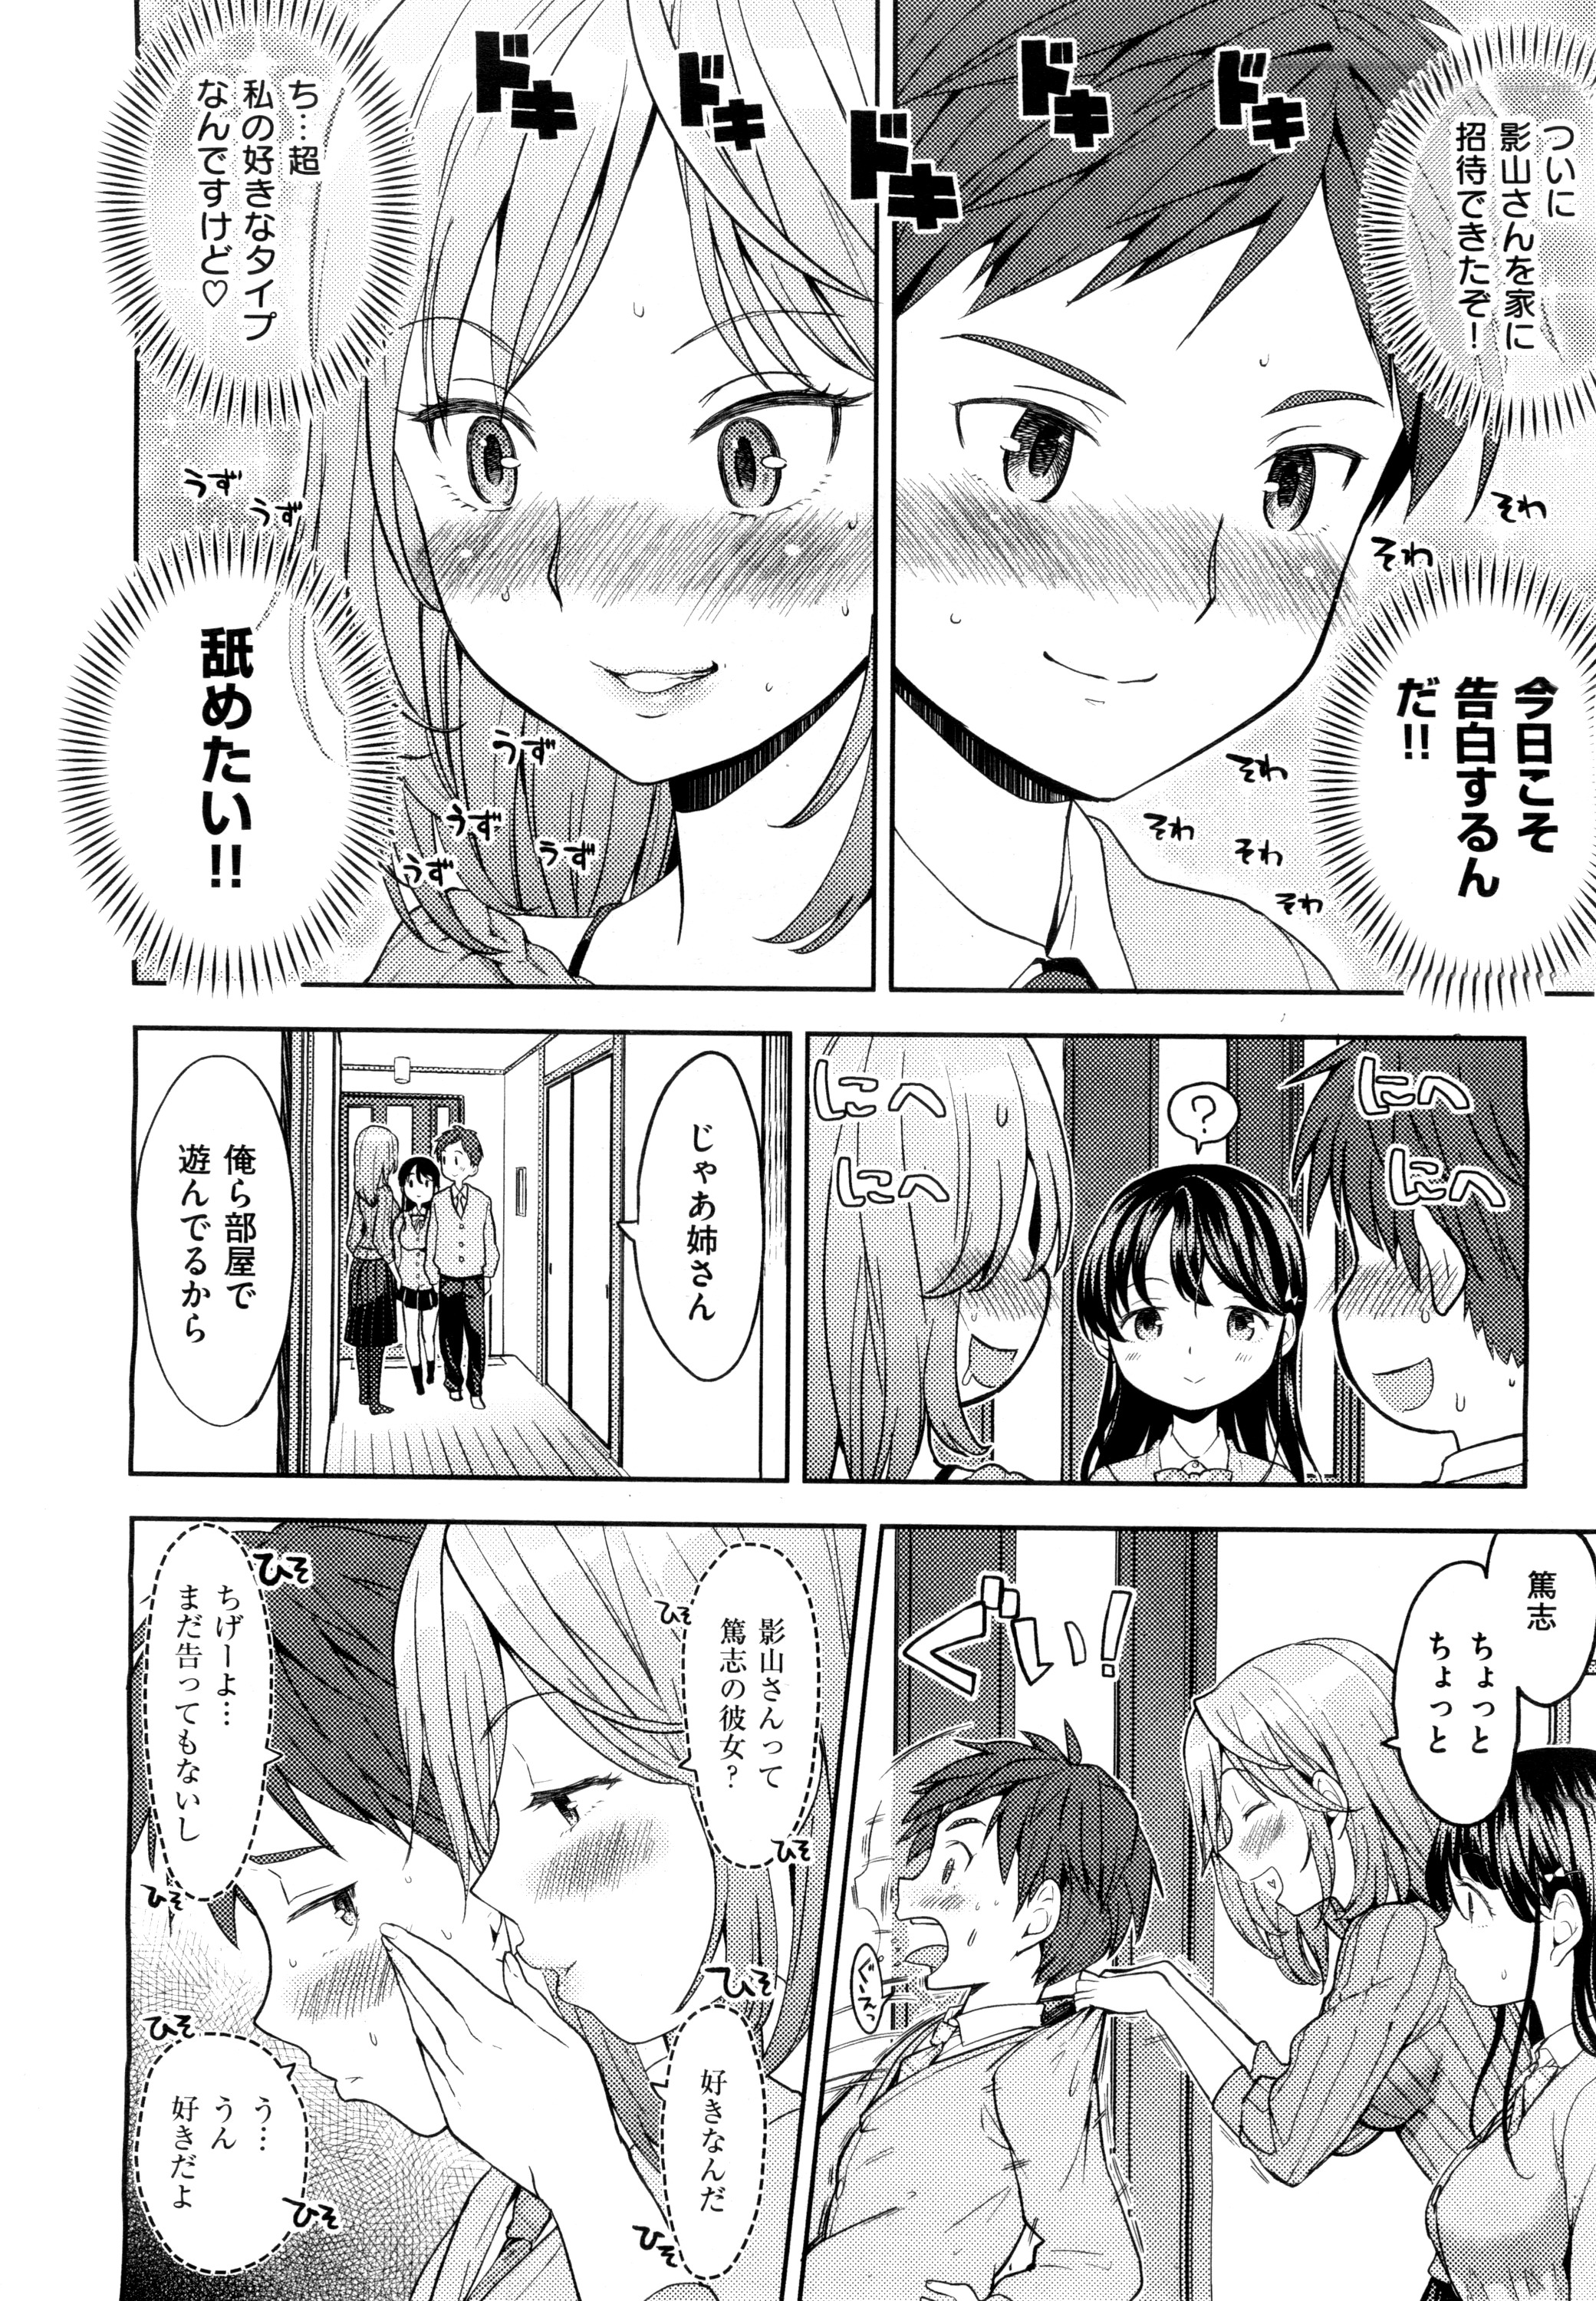 ついに
影山さんを家に
招待できたぞ！
ドキ
ドキ
ドキ
ドキ
ドキ
そわ
そわ
今日こそ
告白するん
だ!!
そわ
そわ
そわ
そわ
ち…超
私の好きなタイプ
なんですけど♡
うず
うず
舐めたい!!
うず
うず
うず
うず
にへ
にへ
?
にへ
にへ
じゃあ姉さん
俺ら部屋で
遊んでるから
篤志
ちょっと
ちょっと
ぐい!
ぐえっ
影山さんって
篤志の彼女?
ひそ
ひそ
ちげーよ…
まだ告ってもないし
ひそ
ひそ
好きなんだ
ひそ
ひそ
う…
うん
好きだよ
ひそ
ひそ